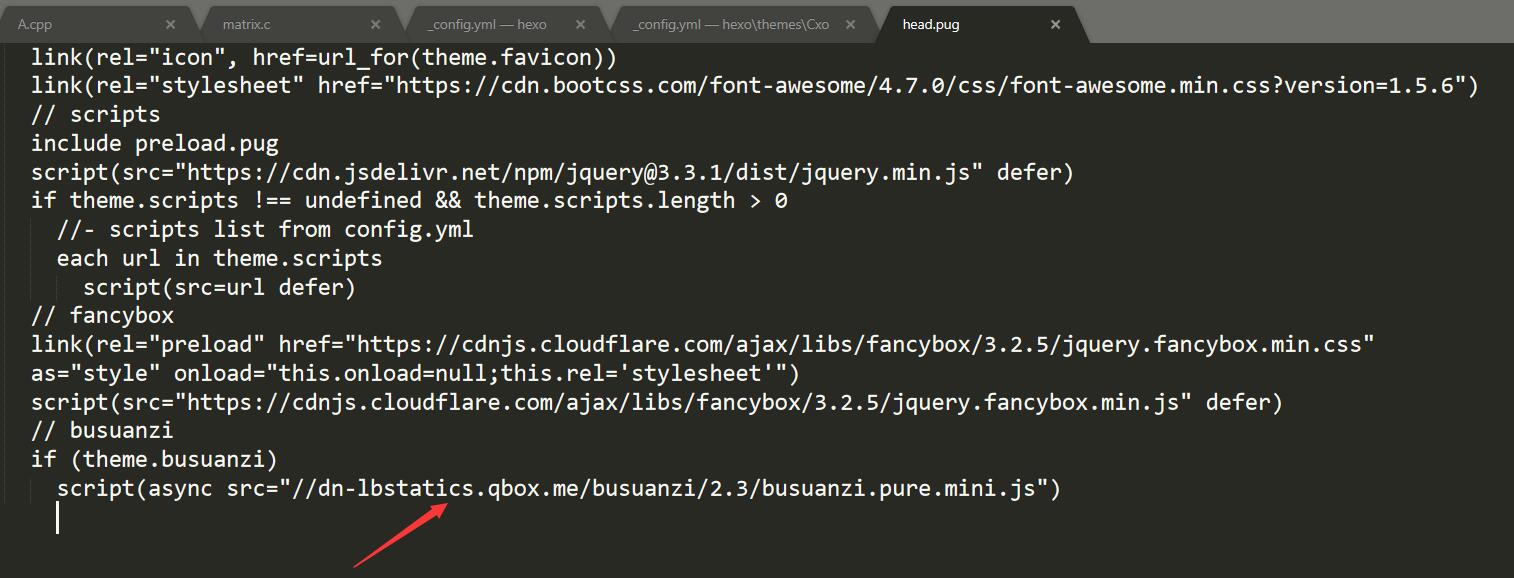 A.cpp × matrix.c × _config.yml — hexo × _config.yml — hexo\themes\Cxo × head.pug ×
link(rel="icon", href=url_for(theme.favicon))
link(rel="stylesheet" href="https://cdn.bootcss.com/font-awesome/4.7.0/css/font-awesome.min.css?version=1.5.6")
// scripts
include preload.pug
script(src="https://cdn.jsdelivr.net/npm/jquery@3.3.1/dist/jquery.min.js" defer)
if theme.scripts !== undefined && theme.scripts.length > 0
//- scripts list from config.yml
each url in theme.scripts
script(src=url defer)
// fancybox
link(rel="preload" href="https://cdnjs.cloudflare.com/ajax/libs/fancybox/3.2.5/jquery.fancybox.min.css"
as="style" onload="this.onload=null;this.rel='stylesheet'")
script(src="https://cdnjs.cloudflare.com/ajax/libs/fancybox/3.2.5/jquery.fancybox.min.js" defer)
// busuanzi
if (theme.busuanzi)
script(async src="//dn-lbstatics.qbox.me/busuanzi/2.3/busuanzi.pure.mini.js")